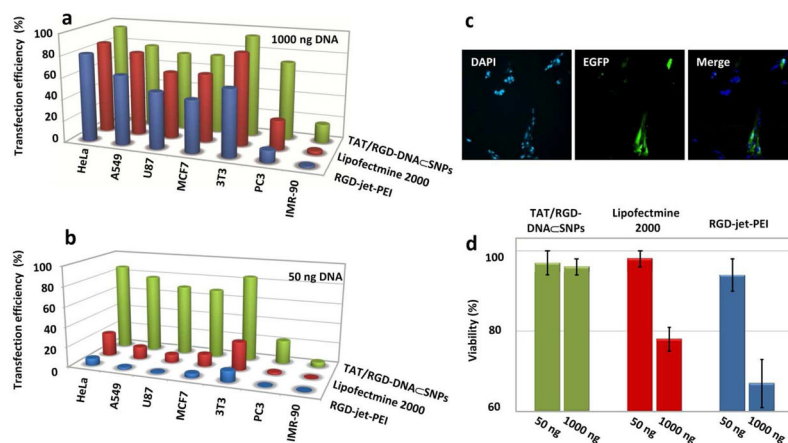 a
1000 ng DNA
Transfection efficiency (%)
100
80
60
40
20
0
HeLa
A549
U87
MCF7
3T3
PC3
IMR-90
TAT/RGD-DNA⊂SNPs
Lipofectmine 2000
RGD-jet-PEI
b
50 ng DNA
Transfection efficiency (%)
100
80
60
40
20
0
HeLa
A549
U87
MCF7
3T3
PC3
IMR-90
TAT/RGD-DNA⊂SNPs
Lipofectmine 2000
RGD-jet-PEI
c
DAPI
EGFP
Merge
d
TAT/RGD-
DNA⊂SNPs
Lipofectmine
2000
RGD-jet-PEI
Viability (%)
100
80
60
50 ng
1000 ng
50 ng
1000 ng
50 ng
1000 ng